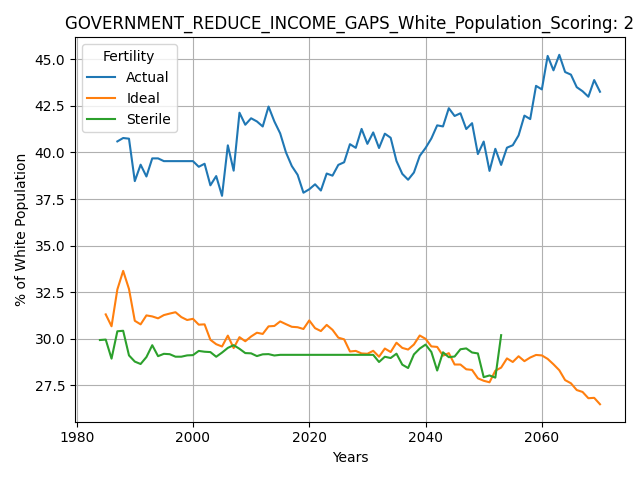 GOVERNMENT_REDUCE_INCOME_GAPS_White_Population_Scoring: 2
Fertility
Actual
Ideal
Sterile
% of White Population
45.0
42.5
40.0
37.5
35.0
32.5
30.0
27.5
1980
2000
2020
2040
2060
Years